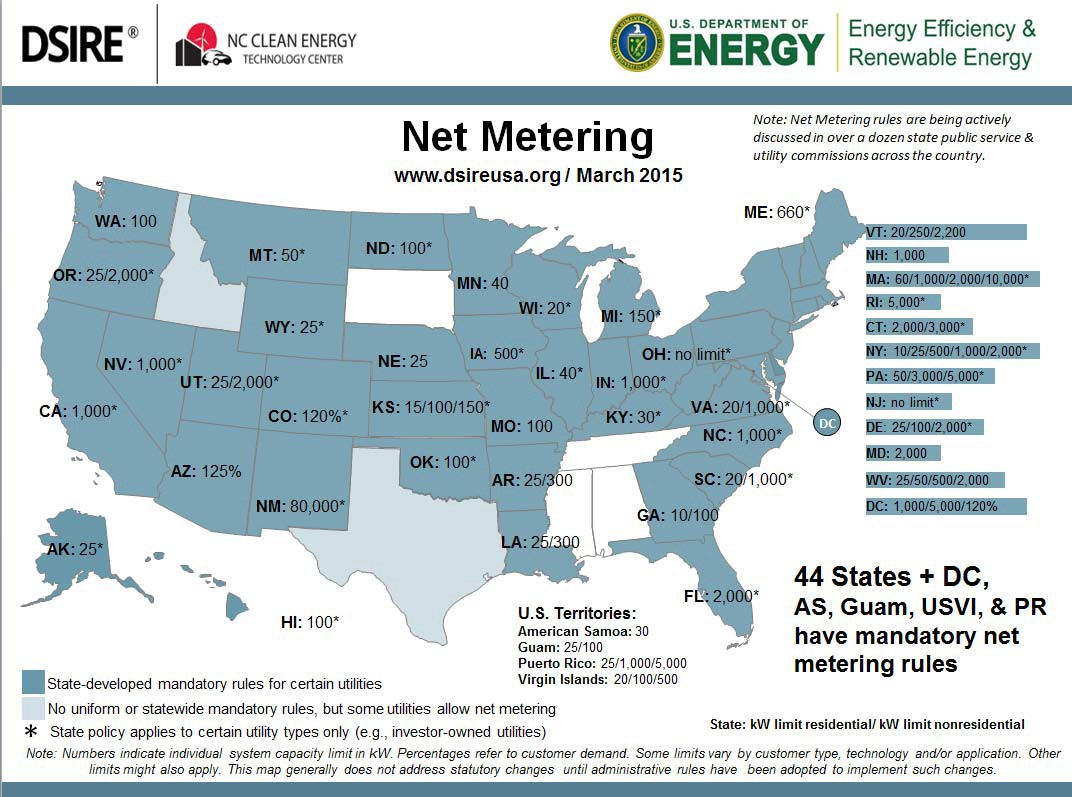 DSIRE®
NC CLEAN ENERGY
TECHNOLOGY CENTER
U.S. DEPARTMENT OF
ENERGY
Energy Efficiency &
Renewable Energy
Net Metering
www.dsireusa.org / March 2015
Note: Net Metering rules are being actively
discussed in over a dozen state public service &
utility commissions across the country.
WA: 100
OR: 25/2,000*
MT: 50*
ND: 100*
MN: 40
WI: 20*
MI: 150*
ME: 660*
WY: 25*
NV: 1,000*
UT: 25/2,000*
NE: 25
IA: 500*
IL: 40*
IN: 1,000*
OH: no limit*
CA: 1,000*
CO: 120%*
KS: 15/100/150*
MO: 100
KY: 30*
VA: 20/1,000*
NC: 1,000*
DC
AZ: 125%
NM: 80,000*
OK: 100*
AR: 25/300
SC: 20/1,000*
GA: 10/100
LA: 25/300
FL: 2,000*
AK: 25*
HI: 100*
VT: 20/250/2,200
NH: 1,000
MA: 60/1,000/2,000/10,000*
RI: 5,000*
CT: 2,000/3,000*
NY: 10/25/500/1,000/2,000*
PA: 50/3,000/5,000*
NJ: no limit*
DE: 25/100/2,000*
MD: 2,000
WV: 25/50/500/2,000
DC: 1,000/5,000/120%
U.S. Territories:
American Samoa: 30
Guam: 25/100
Puerto Rico: 25/1,000/5,000
Virgin Islands: 20/100/500
44 States + DC,
AS, Guam, USVI, & PR
have mandatory net
metering rules
State-developed mandatory rules for certain utilities
No uniform or statewide mandatory rules, but some utilities allow net metering
* State policy applies to certain utility types only (e.g., investor-owned utilities)
State: kW limit residential/ kW limit nonresidential
Note: Numbers indicate individual system capacity limit in kW. Percentages refer to customer demand. Some limits vary by customer type, technology and/or application. Other
limits might also apply. This map generally does not address statutory changes until administrative rules have been adopted to implement such changes.